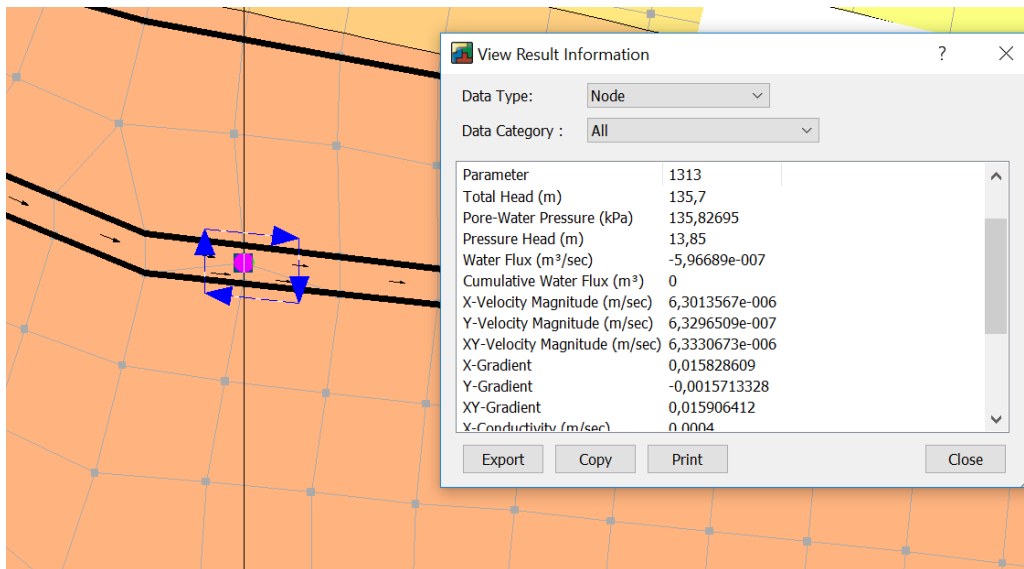 View Result Information
Data Type: Node
Data Category : All
Parameter 1313
Total Head (m) 135,7
Pore-Water Pressure (kPa) 135,82695
Pressure Head (m) 13,85
Water Flux (m³/sec) -5,96689e-007
Cumulative Water Flux (m³) 0
X-Velocity Magnitude (m/sec) 6,3013567e-006
Y-Velocity Magnitude (m/sec) 6,3296509e-007
XY-Velocity Magnitude (m/sec) 6,3330673e-006
X-Gradient 0,015828609
Y-Gradient -0,0015713328
XY-Gradient 0,015906412
X-Conductivity (m/sec) 0,0004
Export Copy Print Close